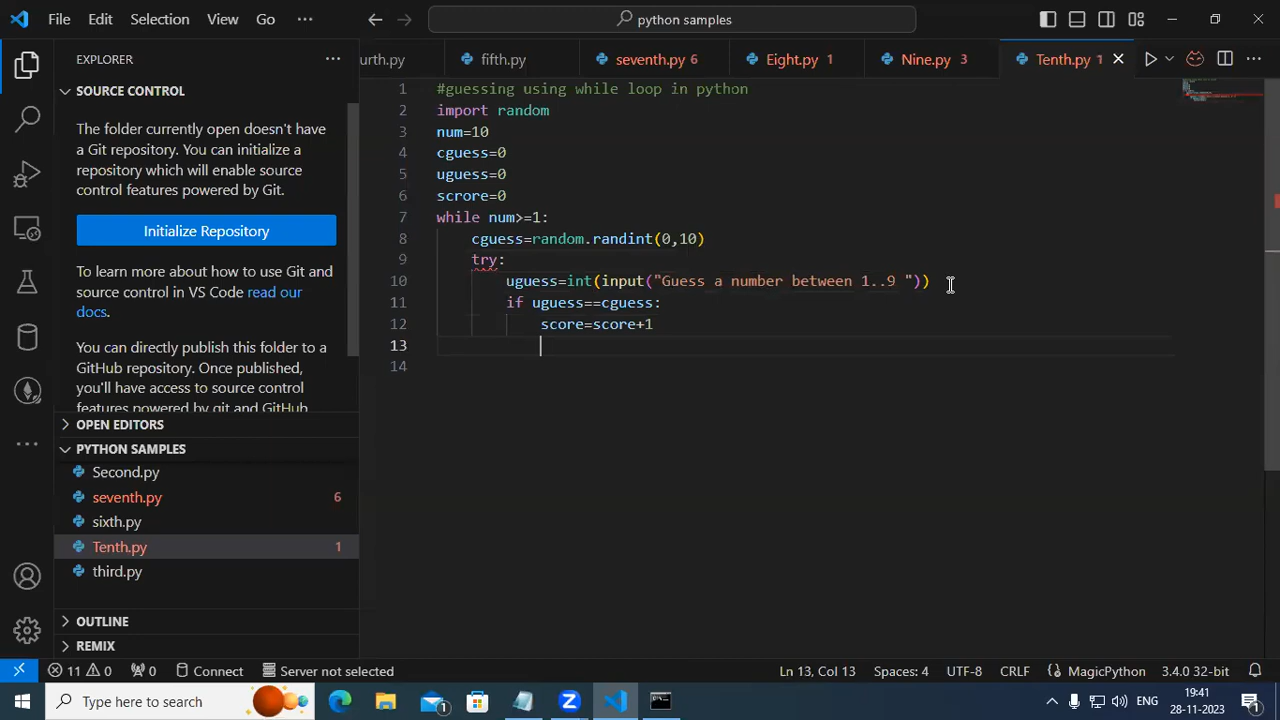 File Edit Selection View Go ··· python samples
EXPLORER ···
urth.py fifth.py seventh.py 6 Eight.py 1 Nine.py 3 Tenth.py 1
SOURCE CONTROL
The folder currently open doesn't have
a Git repository. You can initialize a
repository which will enable source
control features powered by Git.
Initialize Repository
To learn more about how to use Git and
source control in VS Code read our
docs.
You can directly publish this folder to a
GitHub repository. Once published,
you'll have access to source control
features powered by git and GitHub
OPEN EDITORS
PYTHON SAMPLES
Second.py
seventh.py 6
sixth.py
Tenth.py 1
third.py
OUTLINE
REMIX
1 #guessing using while loop in python
2 import random
3 num=10
4 cguess=0
5 uguess=0
6 scrore=0
7 while num>=1:
8 cguess=random.randint(0,10)
9 try:
10 uguess=int(input("Guess a number between 1..9 "))
11 if uguess==cguess:
12 score=score+1
13
14
11 0 0 Connect Server not selected Ln 13, Col 13 Spaces: 4 UTF-8 CRLF MagicPython 3.4.0 32-bit
Type here to search 1 ENG 19:41
28-11-2023 1